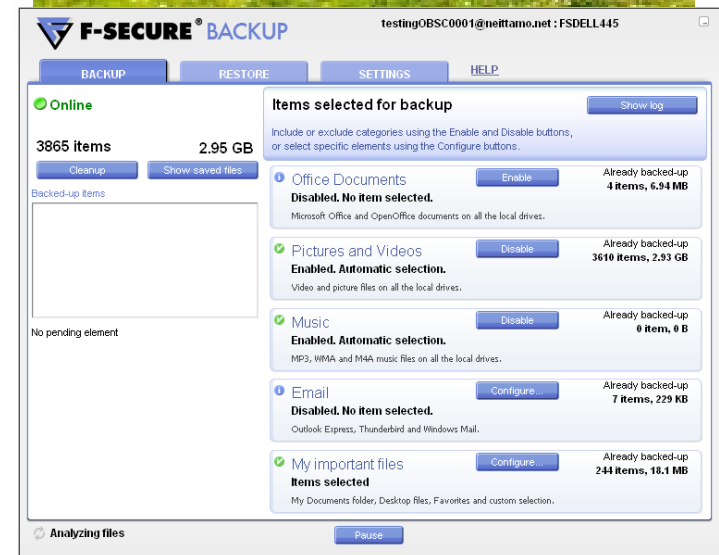 F-SECURE® BACKUP
testingOBSC0001@neittamo.net : FSDELL445
BACKUP
RESTORE
SETTINGS
HELP
Online
3865 items 2.95 GB
Cleanup
Show saved files
Backed-up items
No pending element
Items selected for backup
Show log
Include or exclude categories using the Enable and Disable buttons,
or select specific elements using the Configure buttons.
Office Documents
Enable
Already backed-up
Disabled. No item selected.
4 items, 6.94 MB
Microsoft Office and OpenOffice documents on all the local drives.
Pictures and Videos
Disable
Already backed-up
Enabled. Automatic selection.
3610 items, 2.93 GB
Video and picture files on all the local drives.
Music
Disable
Already backed-up
Enabled. Automatic selection.
0 item, 0 B
MP3, WMA and M4A music files on all the local drives.
Email
Configure...
Already backed-up
Disabled. No item selected.
7 items, 229 KB
Outlook Express, Thunderbird and Windows Mail.
My important files
Configure...
Already backed-up
Items selected
244 items, 18.1 MB
My Documents folder, Desktop files, Favorites and custom selection.
Analyzing files
Pause